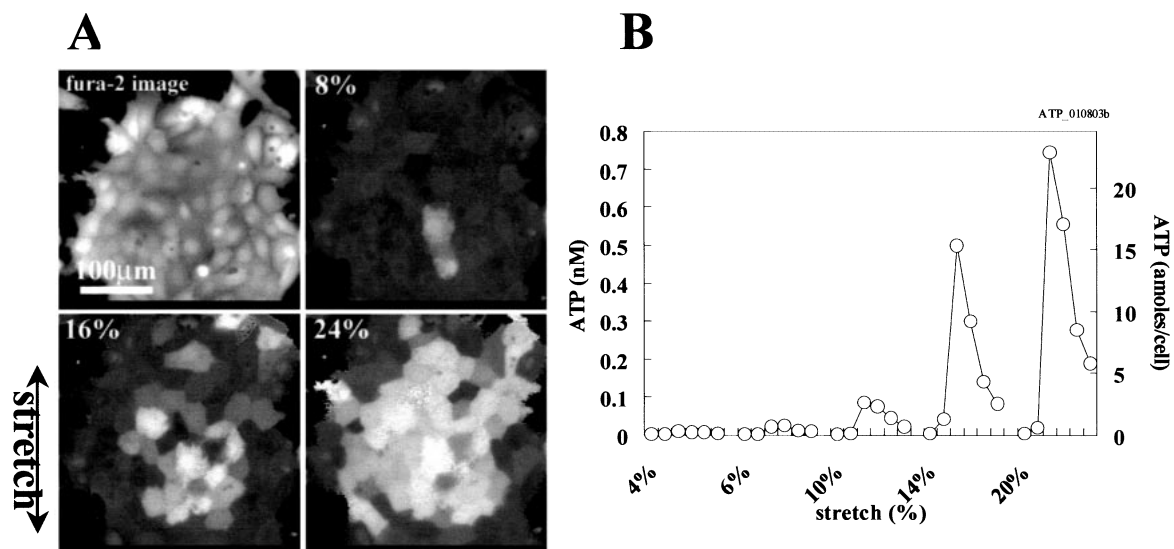 A
B
fura-2 image
8%
100μm
16%
24%
stretch
ATP_010803b
0.8
0.7
0.6
0.5
0.4
0.3
0.2
0.1
0
ATP (nM)
20
15
10
5
0
ATP (amoles/cell)
4%
6%
10%
14%
20%
stretch (%)